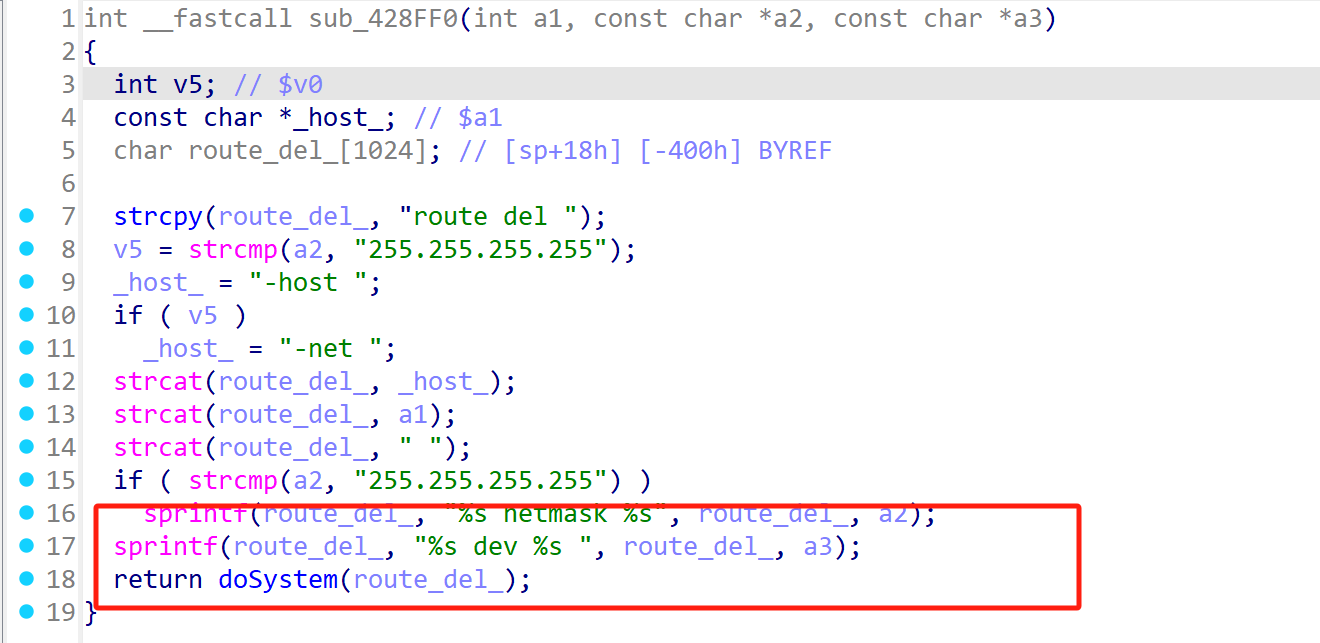 1 int __fastcall sub_428FF0(int a1, const char *a2, const char *a3)
2 {
3   int v5; // $v0
4   const char *_host_; // $a1
5   char route_del_[1024]; // [sp+18h] [-400h] BYREF
6
7   strcpy(route_del_, "route del ");
8   v5 = strcmp(a2, "255.255.255.255");
9   _host_ = "-host ";
10   if ( v5 )
11     _host_ = "-net ";
12   strcat(route_del_, _host_);
13   strcat(route_del_, a1);
14   strcat(route_del_, " ");
15   if ( strcmp(a2, "255.255.255.255") )
16     sprintf(route_del_, "%s netmask %s", route_del_, a2);
17   sprintf(route_del_, "%s dev %s ", route_del_, a3);
18   return doSystem(route_del_);
19 }